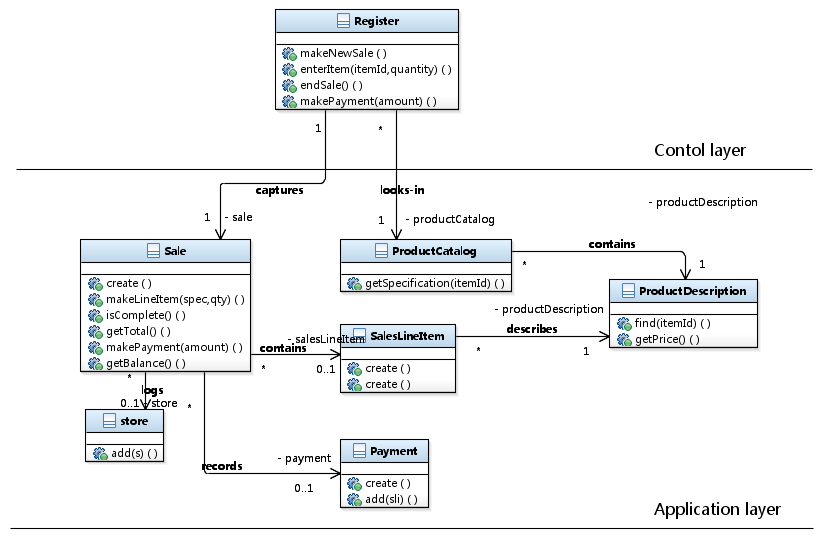 Register
makeNewSale ( )
enterItem(itemId,quantity) ( )
endSale() ( )
makePayment(amount) ( )
1
*
Contol layer
captures
looks-in
- productDescription
1
- sale
1
- productCatalog
Sale
create ( )
makeLineItem(spec,qty) ( )
isComplete() ( )
getTotal() ( )
makePayment(amount) ( )
getBalance() ( )
ProductCatalog
getSpecification(itemId) ( )
contains
*
1
ProductDescription
find(itemId) ( )
getPrice() ( )
- productDescription
describes
*
1
- salesLineItem
contains
*
0..1
SalesLineItem
create ( )
create ( )
*
logs
0..1
- store
*
store
add(s) ( )
records
- payment
0..1
Payment
create ( )
add(sli) ( )
Application layer